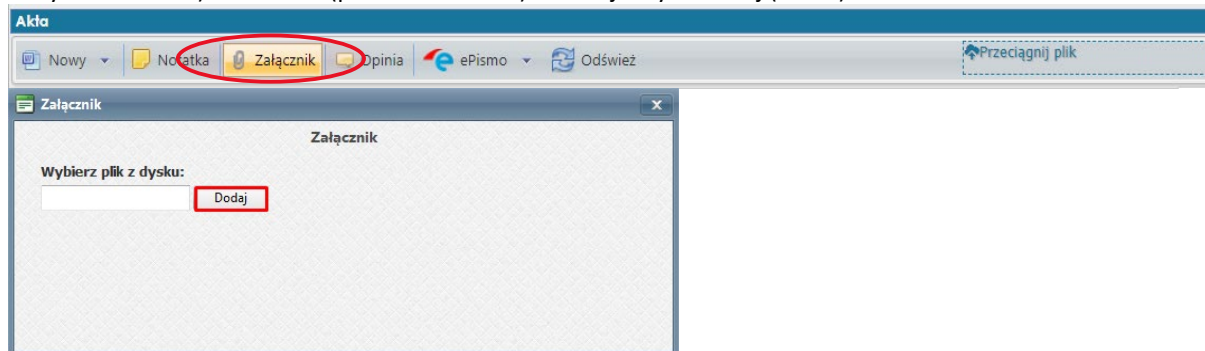 Akta
Nowy Notatka Załącznik Opinia ePismo Odśwież Przeciągnij plik
Załącznik x
Załącznik
Wybierz plik z dysku:
Dodaj